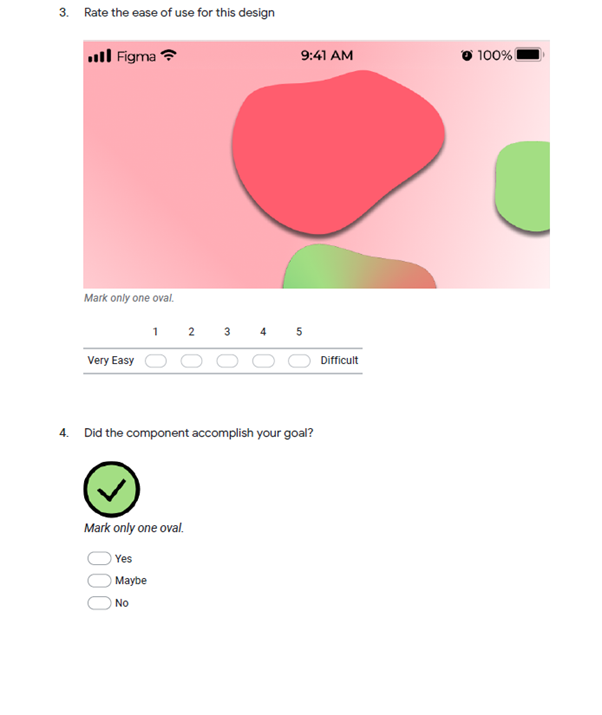 3. Rate the ease of use for this design
Figma 9:41 AM 100%
Mark only one oval.
1 2 3 4 5
Very Easy Difficult
4. Did the component accomplish your goal?
Mark only one oval.
Yes
Maybe
No